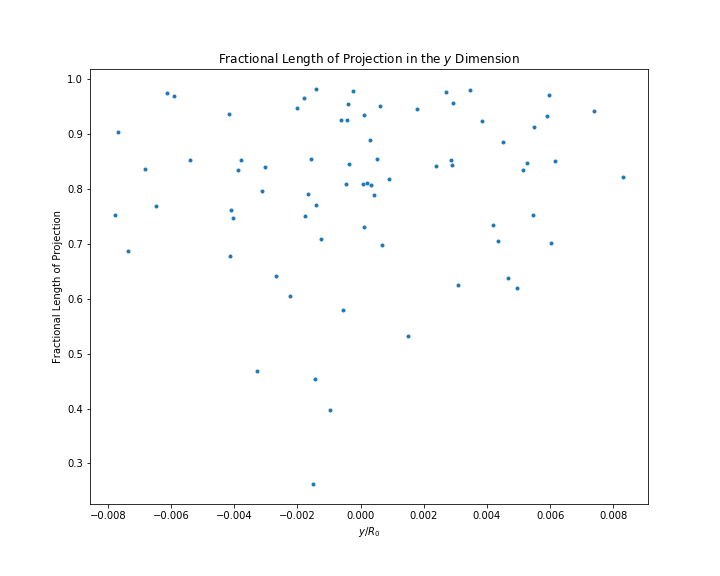 Fractional Length of Projection in the y Dimension
1.0
0.9
0.8
0.7
0.6
0.5
0.4
0.3
Fractional Length of Projection
−0.008 −0.006 −0.004 −0.002 0.000 0.002 0.004 0.006 0.008
y/R₀